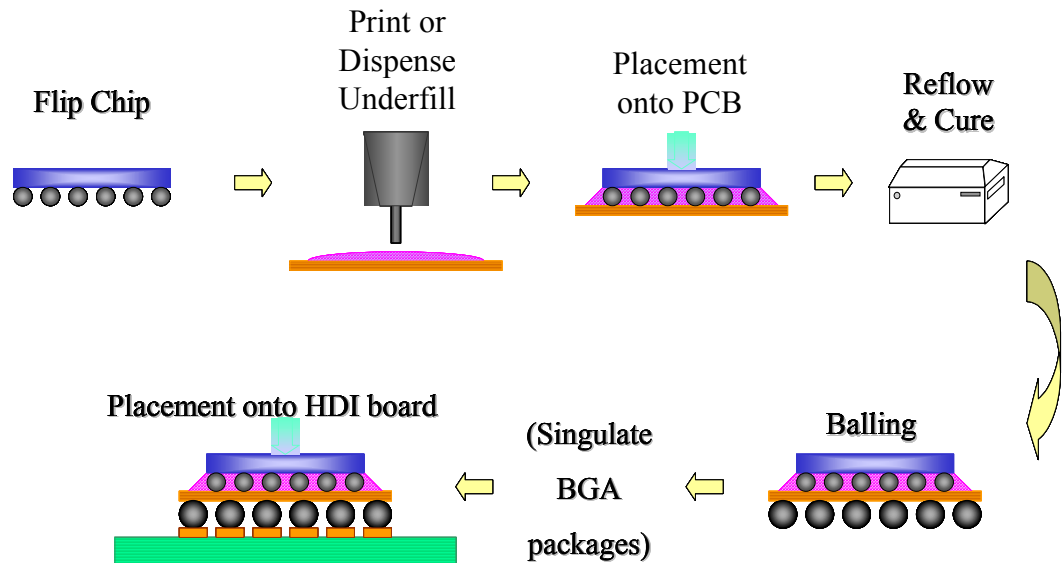 Flip Chip
Print or
Dispense
Underfill
Placement
onto PCB
Reflow
& Cure
Balling
(Singulate
BGA
packages)
Placement onto HDI board